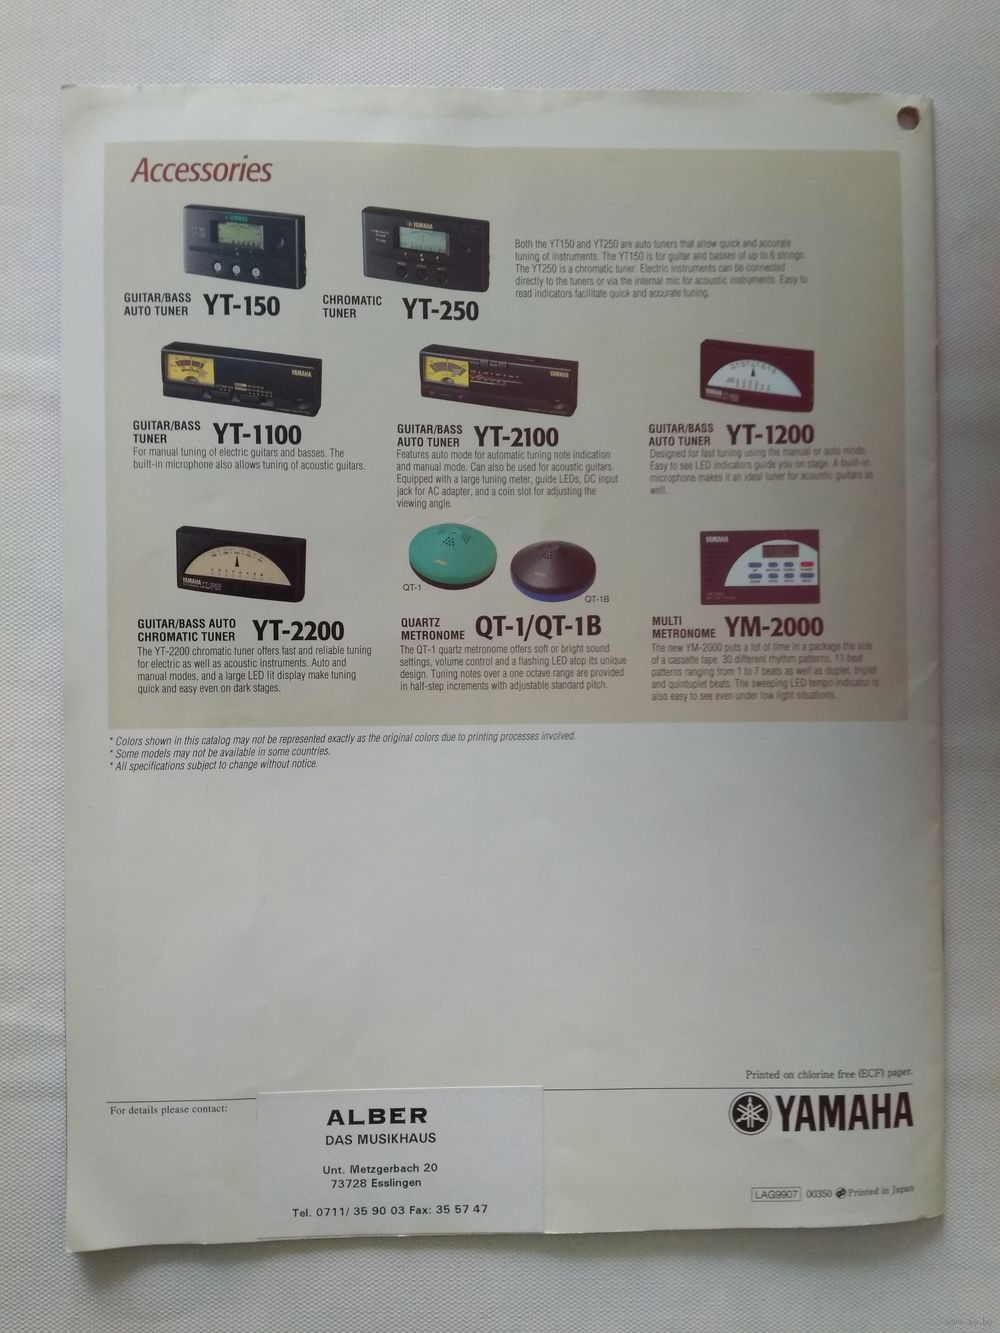 Accessories
GUITAR/BASS
AUTO TUNER YT-150
CHROMATIC
TUNER YT-250
Both the YT150 and YT250 are auto tuners that allow quick and accurate
tuning of instruments. The YT150 is for guitar and basses of up to 6 strings.
The YT250 is a chromatic tuner. Electric instruments can be connected
directly to the tuners or via the internal mic for acoustic instruments. Easy to
read indicators facilitate quick and accurate tuning.
YAMAHA
YAMAHA
YAMAHA
YAMAHA
GUITAR/BASS
TUNER YT-1100
For manual tuning of electric guitars and basses. The
built-in microphone also allows tuning of acoustic guitars.
GUITAR/BASS
AUTO TUNER YT-2100
Features auto mode for automatic tuning note indication
and manual mode. Can also be used for acoustic guitars.
Equipped with a large tuning meter, guide LEDs, DC input
jack for AC adapter, and a coin slot for adjusting the
viewing angle.
GUITAR/BASS
AUTO TUNER YT-1200
Designed for fast tuning using the manual or auto mode.
Easy to see LED indicators guide you on stage. A built-in
microphone makes it an ideal tuner for acoustic guitars as
well.
YAMAHA YT-2200
QT-1
QT-1B
YAMAHA
GUITAR/BASS AUTO
CHROMATIC TUNER YT-2200
The YT-2200 chromatic tuner offers fast and reliable tuning
for electric as well as acoustic instruments. Auto and
manual modes, and a large LED lit display make tuning
quick and easy even on dark stages.
QUARTZ
METRONOME QT-1/QT-1B
The QT-1 quartz metronome offers soft or bright sound
settings, volume control and a flashing LED atop its unique
design. Tuning notes over a one octave range are provided
in half-step increments with adjustable standard pitch.
MULTI
METRONOME YM-2000
The new YM-2000 puts a lot of time in a package the size
of a cassette tape. 30 different rhythm patterns, 11 beat
patterns ranging from 1 to 7 beats as well as duplet, triplet
and quintuplet beats. The sweeping LED tempo indicator is
also easy to see even under low light situations.
* Colors shown in this catalog may not be represented exactly as the original colors due to printing processes involved.
* Some models may not be available in some countries.
* All specifications subject to change without notice.
Printed on chlorine free (ECF) paper.
For details please contact:
ALBER
DAS MUSIKHAUS
Unt. Metzgerbach 20
73728 Esslingen
Tel. 0711/ 35 90 03 Fax: 35 57 47
YAMAHA
LAG9907 00350 Printed in Japan
www.ay.by